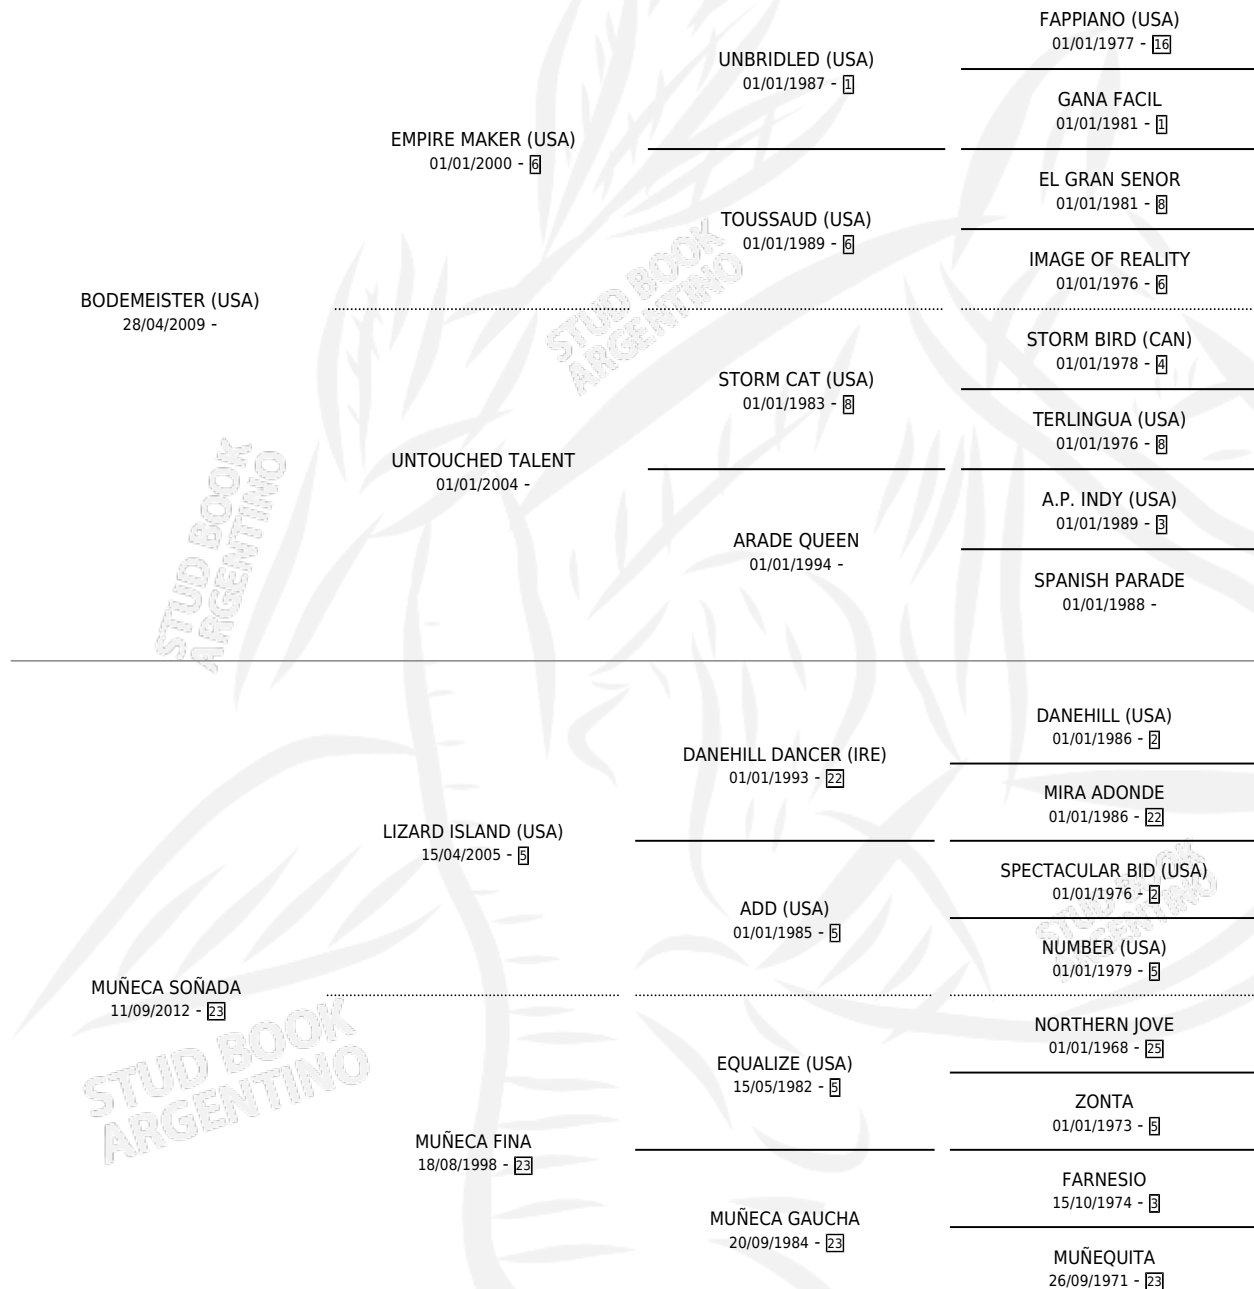 FAPPIANO (USA)
01/01/1977 - 16
UNBRIDLED (USA)
01/01/1987 - 1
GANA FACIL
01/01/1981 - 1
EMPIRE MAKER (USA)
01/01/2000 - 6
EL GRAN SENOR
01/01/1981 - 8
TOUSSAUD (USA)
01/01/1989 - 6
IMAGE OF REALITY
01/01/1976 - 6
BODEMEISTER (USA)
28/04/2009 -
STORM BIRD (CAN)
01/01/1978 - 4
STORM CAT (USA)
01/01/1983 - 8
TERLINGUA (USA)
01/01/1976 - 8
UNTOUCHED TALENT
01/01/2004 -
A.P. INDY (USA)
01/01/1989 - 3
ARADE QUEEN
01/01/1994 -
SPANISH PARADE
01/01/1988 -
DANEHILL (USA)
01/01/1986 - 2
DANEHILL DANCER (IRE)
01/01/1993 - 22
MIRA ADONDE
01/01/1986 - 22
LIZARD ISLAND (USA)
15/04/2005 - 5
SPECTACULAR BID (USA)
01/01/1976 - 2
ADD (USA)
01/01/1985 - 5
NUMBER (USA)
01/01/1979 - 5
MUÑECA SOÑADA
11/09/2012 - 23
NORTHERN JOVE
01/01/1968 - 25
EQUALIZE (USA)
15/05/1982 - 5
ZONTA
01/01/1973 - 5
MUÑECA FINA
18/08/1998 - 23
FARNESIO
15/10/1974 - 3
MUÑECA GAUCHA
20/09/1984 - 23
MUÑEQUITA
26/09/1971 - 23
STUD BOOK
ARGENTINO
STUD BOOK
ARGENTINO
STUD BOOK
ARGENTINO
STUD BOOK
ARGENTINO